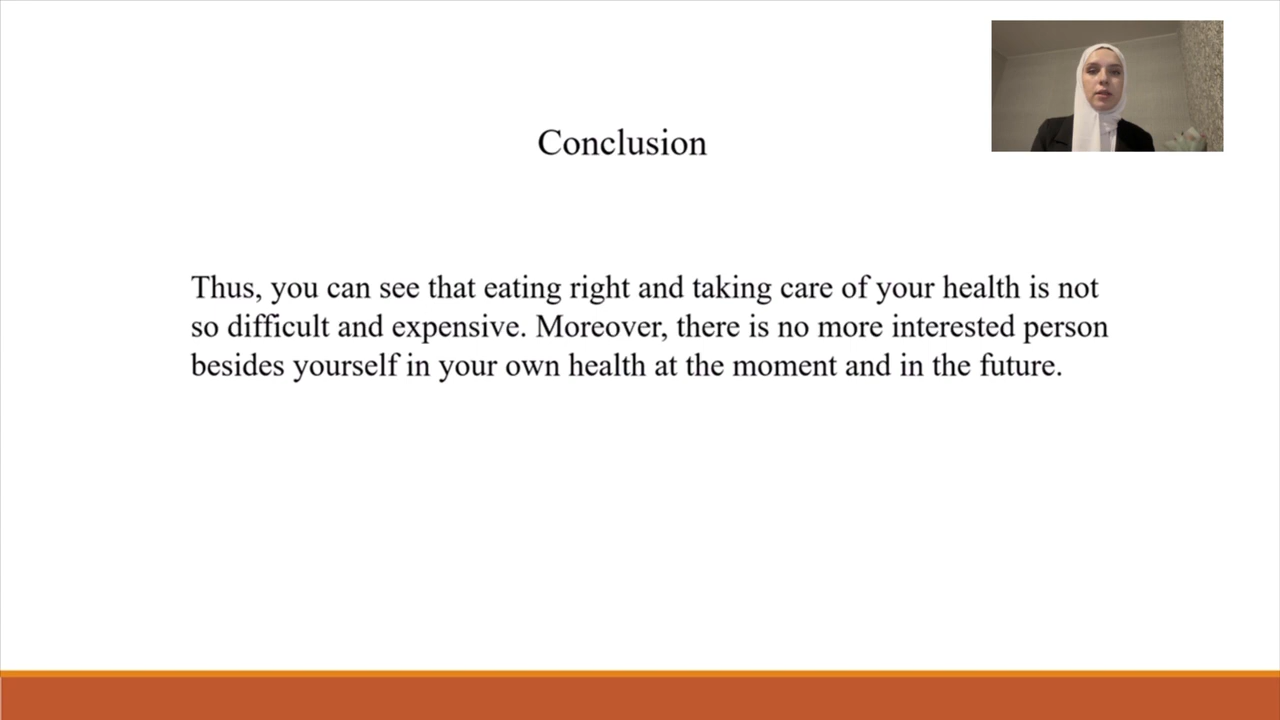 Conclusion
Thus, you can see that eating right and taking care of your health is not
so difficult and expensive. Moreover, there is no more interested person
besides yourself in your own health at the moment and in the future.